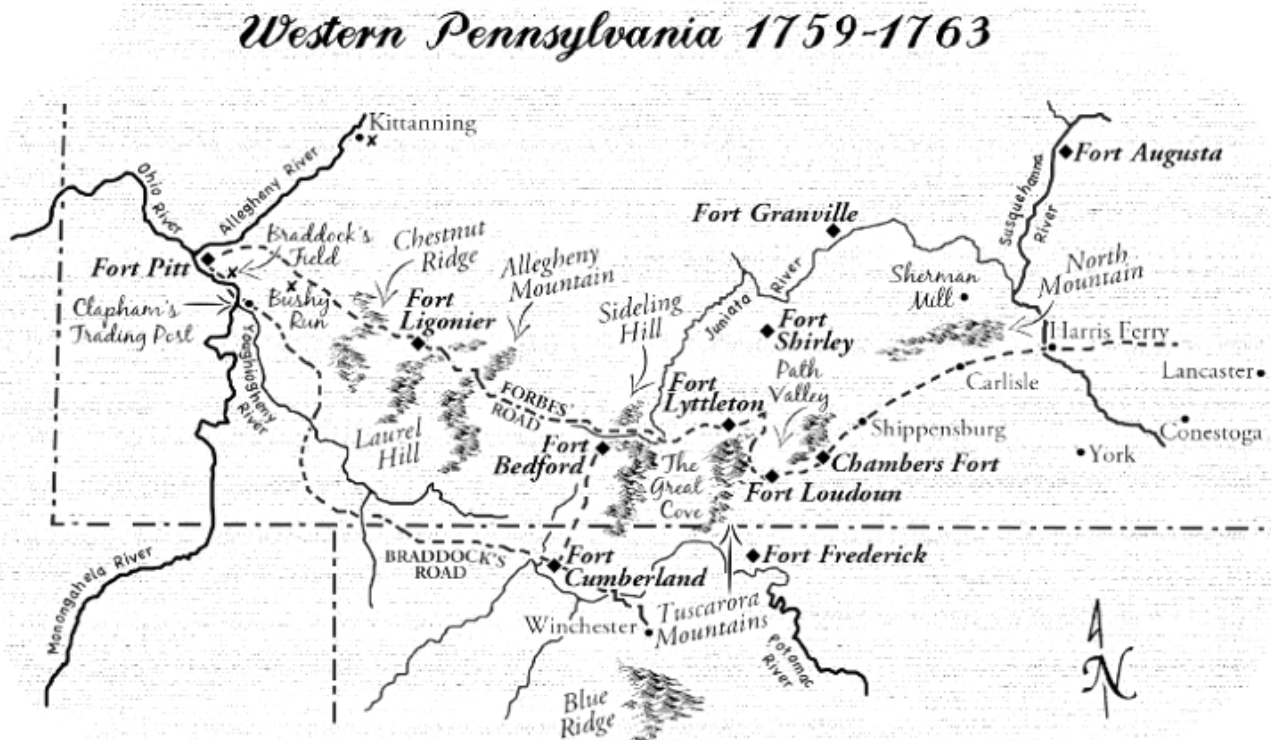 Western Pennsylvania 1759-1763
Kittanning
Ohio River
Allegheny River
Susquehanna
River
Fort Augusta
Fort Granville
Braddock's
Field
Chestnut
Ridge
Allegheny
Mountain
Fort Pitt
Sherman
Mill
North
Mountain
Clapham's
Trading Post
Bushy
Run
Fort
Ligonier
Sideling
Hill
Juniata River
Fort
Shirley
Harris Ferry
Youghiogheny
River
Path
Valley
Carlisle
Lancaster
FORBES
ROAD
Fort
Lyttleton
Laurel
Hill
Fort
Bedford
Shippensburg
Conestoga
The
Great
Cove
Chambers Fort
York
Fort Loudoun
Monongahela River
BRADDOCK'S
ROAD
Fort
Cumberland
Fort Frederick
Winchester
Tuscarora
Mountains
Potomac
River
Blue
Ridge
N